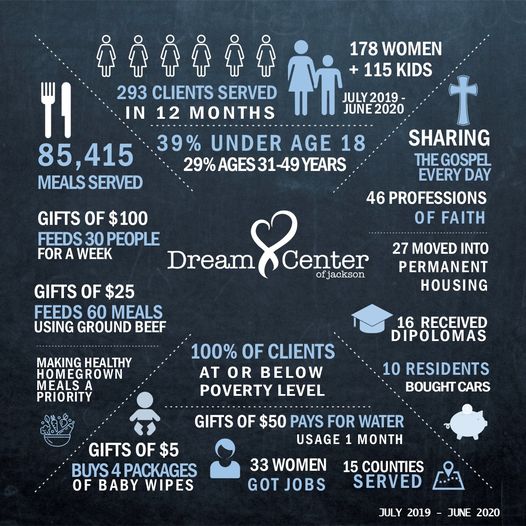 293 CLIENTS SERVED
IN 12 MONTHS
178 WOMEN
+ 115 KIDS
JULY 2019 -
JUNE 2020
39% UNDER AGE 18
29% AGES 31-49 YEARS
85,415
MEALS SERVED
GIFTS OF $100
FEEDS 30 PEOPLE
FOR A WEEK
GIFTS OF $25
FEEDS 60 MEALS
USING GROUND BEEF
MAKING HEALTHY
HOMEGROWN
MEALS A
PRIORITY
SHARING
THE GOSPEL
EVERY DAY
46 PROFESSIONS
OF FAITH
27 MOVED INTO
PERMANENT
HOUSING
16 RECEIVED
DIPOLOMAS
10 RESIDENTS
BOUGHT CARS
Dream Center
of jackson
100% OF CLIENTS
AT OR BELOW
POVERTY LEVEL
GIFTS OF $50 PAYS FOR WATER
USAGE 1 MONTH
GIFTS OF $5
BUYS 4 PACKAGES
OF BABY WIPES
33 WOMEN
GOT JOBS
15 COUNTIES
SERVED
JULY 2019 - JUNE 2020